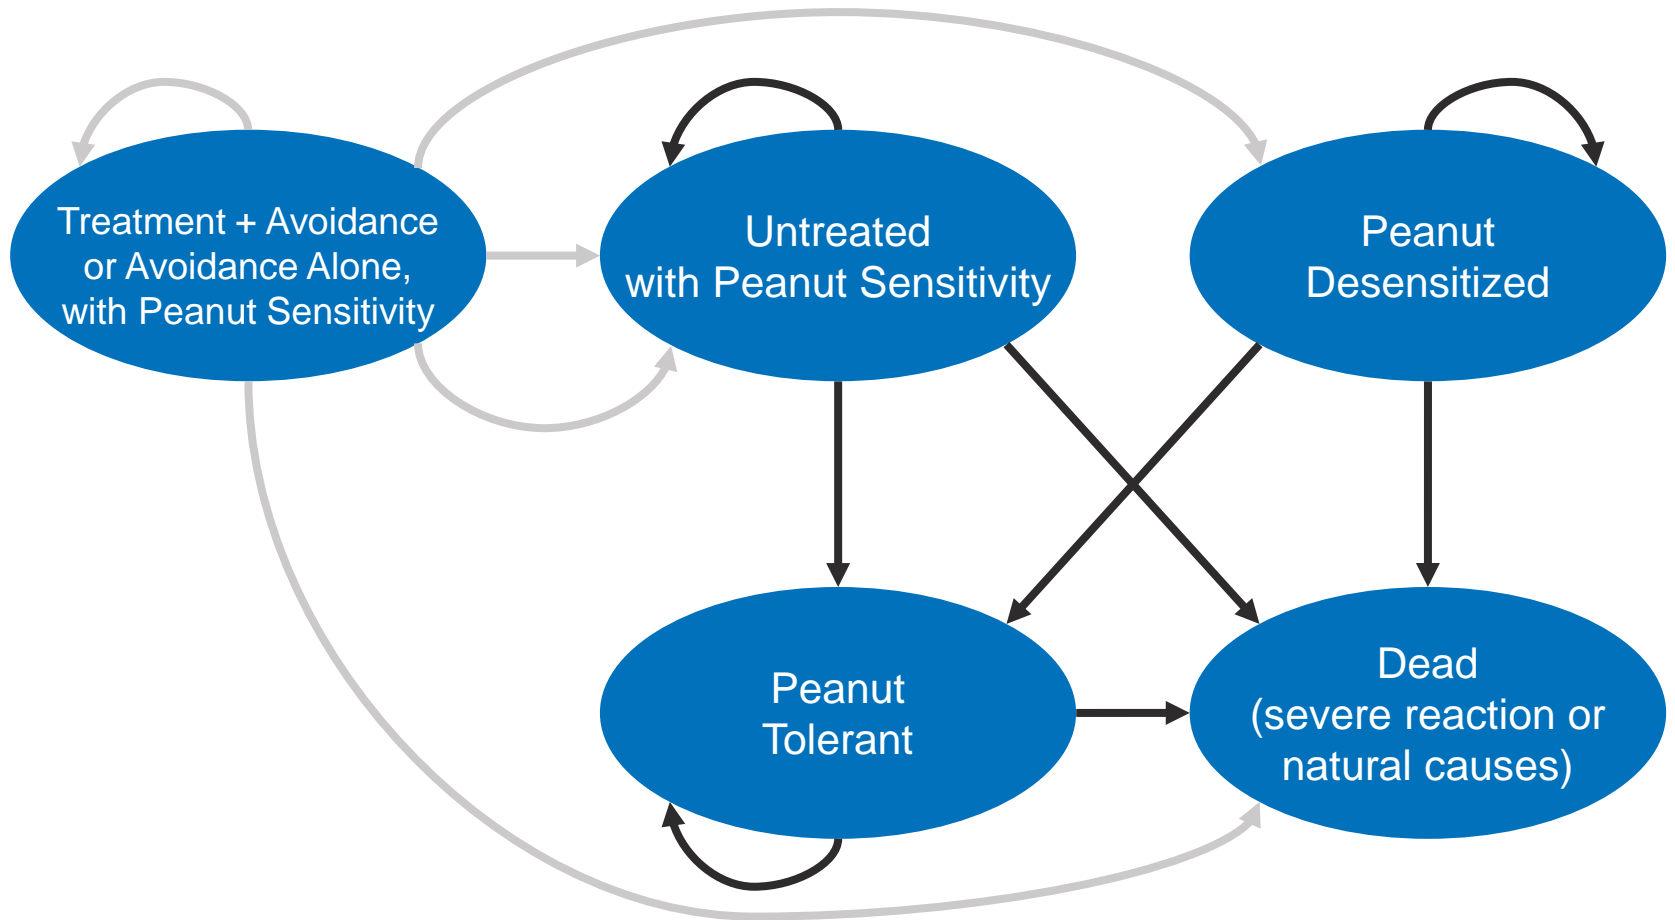 Treatment + Avoidance
or Avoidance Alone,
with Peanut Sensitivity
Untreated
with Peanut Sensitivity
Peanut
Desensitized
Peanut
Tolerant
Dead
(severe reaction or
natural causes)